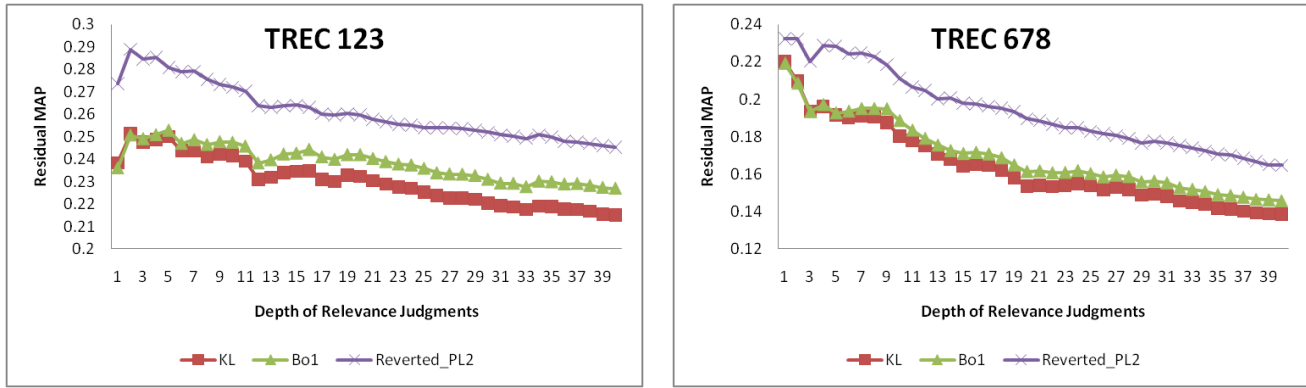 TREC 123
Residual MAP
0.3
0.29
0.28
0.27
0.26
0.25
0.24
0.23
0.22
0.21
0.2
1 3 5 7 9 11 13 15 17 19 21 23 25 27 29 31 33 35 37 39
Depth of Relevance Judgments
KL Bo1 Reverted_PL2
TREC 678
Residual MAP
0.24
0.22
0.2
0.18
0.16
0.14
0.12
1 3 5 7 9 11 13 15 17 19 21 23 25 27 29 31 33 35 37 39
Depth of Relevance Judgments
KL Bo1 Reverted_PL2